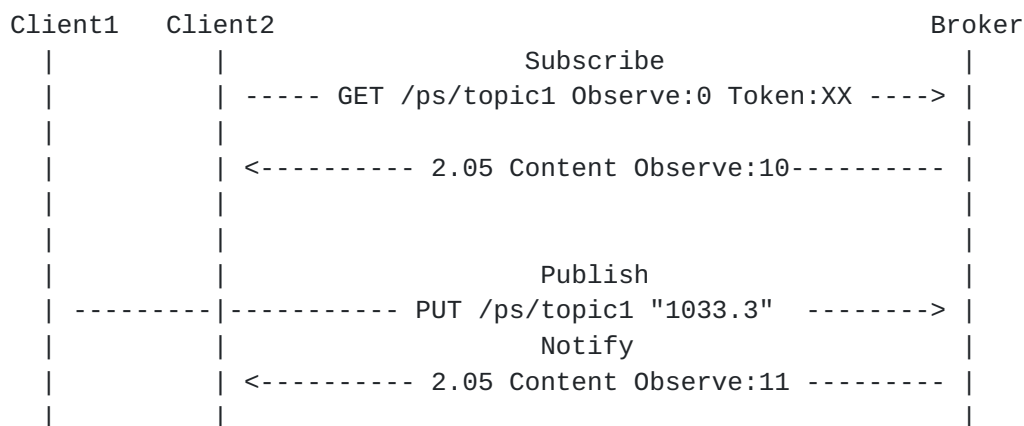 Client1   Client2                                      Broker
  |          |                  Subscribe                  |
  |          | ----- GET /ps/topic1 Observe:0 Token:XX ----> |
  |          |                                             |
  |          | <---------- 2.05 Content Observe:10---------- |
  |          |                                             |
  |          |                                             |
  |          |                   Publish                   |
  | ---------|----------- PUT /ps/topic1 "1033.3"  --------> |
  |          |                   Notify                    |
  |          | <---------- 2.05 Content Observe:11 --------- |
  |          |                                             |